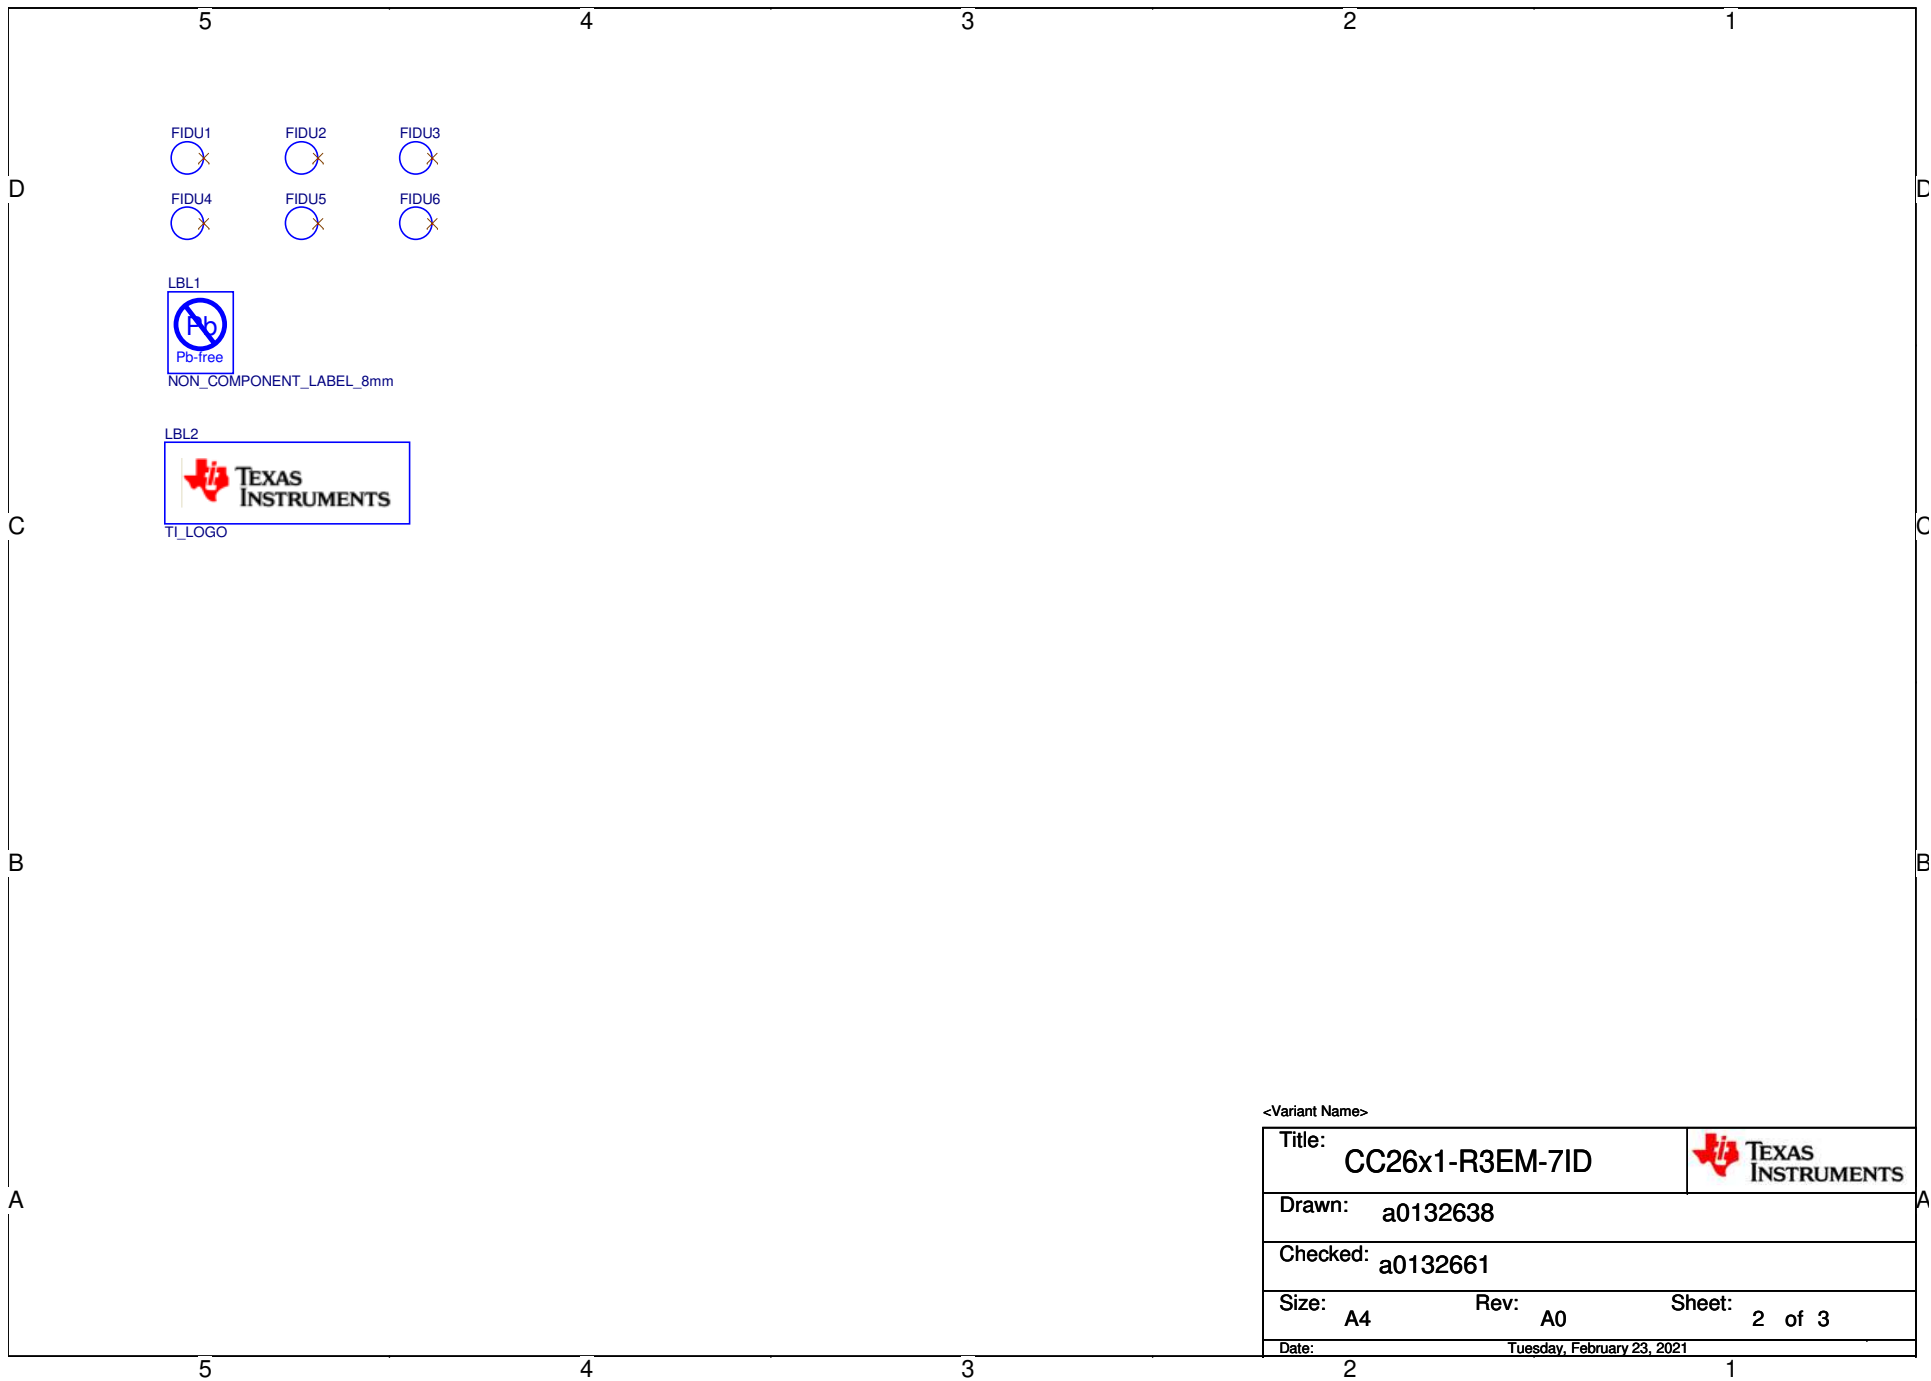 5 4 3 2 1
FIDU1 FIDU2 FIDU3
D D
FIDU4 FIDU5 FIDU6
LBL1
Pb
Pb-free
NON_COMPONENT_LABEL_8mm
LBL2
TEXAS
INSTRUMENTS
C C
TI_LOGO
B B
<Variant Name>
Title: CC26x1-R3EM-7ID
TEXAS
INSTRUMENTS
A A
Drawn: a0132638
Checked: a0132661
Size: A4 Rev: A0 Sheet: 2 of 3
Date: Tuesday, February 23, 2021
5 4 3 2 1